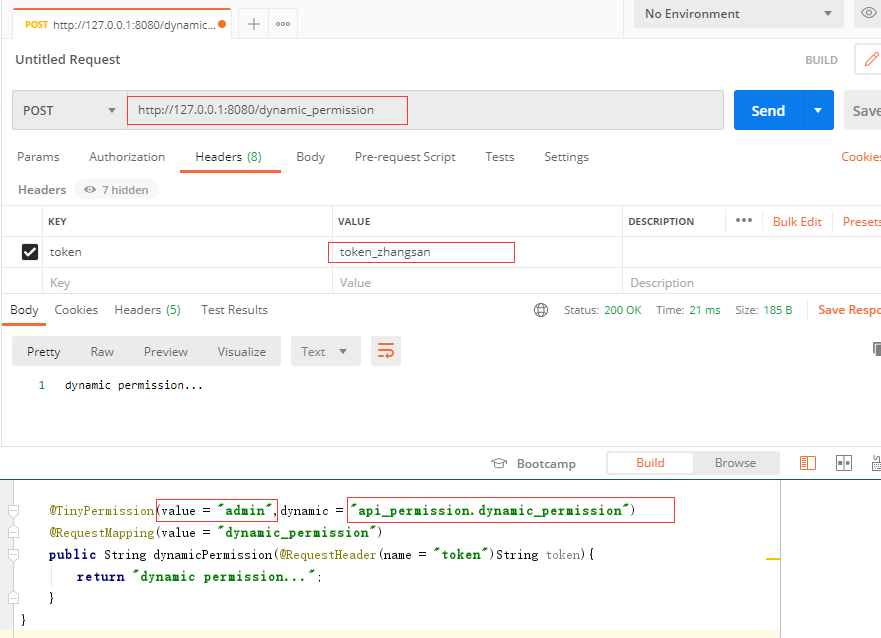 POST http://127.0.0.1:8080/dynamic... + ooo No Environment
Untitled Request BUILD
POST http://127.0.0.1:8080/dynamic_permission Send Save
Params Authorization Headers (8) Body Pre-request Script Tests Settings Cookies
Headers 7 hidden
KEY VALUE DESCRIPTION ••• Bulk Edit Presets
token token_zhangsan
Key Value Description
Body Cookies Headers (5) Test Results Status: 200 OK Time: 21 ms Size: 185 B Save Respo
Pretty Raw Preview Visualize Text
1 dynamic permission...
Bootcamp Build Browse
@TinyPermission(value = "admin", dynamic = "api_permission.dynamic_permission")
@RequestMapping(value = "dynamic_permission")
public String dynamicPermission(@RequestHeader(name = "token")String token){
return "dynamic permission...";
}
}